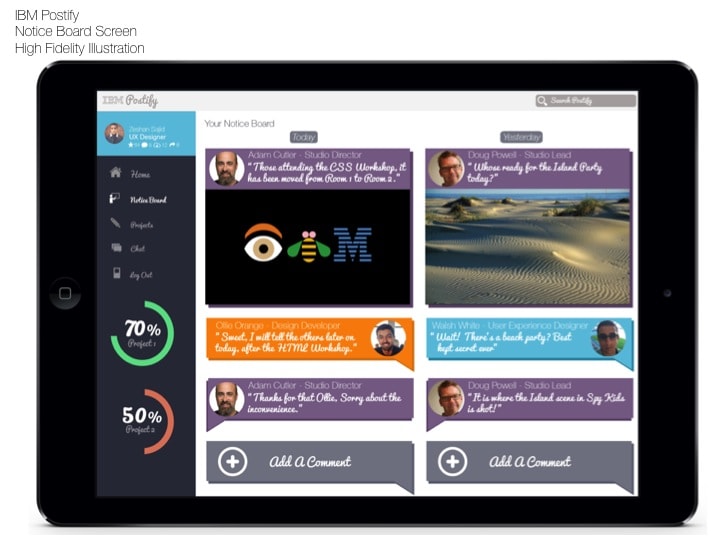 IBM Postify
Notice Board Screen
High Fidelity Illustration
IBM Postify
Search Postify
Zeshan Sajid
UX Designer
Home
Notice Board
Projects
Chat
Log Out
70%
Project 1
50%
Project 2
Your Notice Board
Today
Adam Cutler - Studio Director
"Those attending the CSS Workshop, it
has been moved from Room 1 to Room 2."
M
Ollie Orange - Design Developer
"Sweet, I will tell the others later on
today, after the HTML Workshop."
Adam Cutler - Studio Director
"Thanks for that Ollie, Sorry about the
inconvenience."
Add A Comment
Yesterday
Doug Powell - Studio Lead
"Whose ready for the Island Party
today?"
Walsh White - User Experience Designer
"Wait! There's a beach party? Best
kept secret ever"
Doug Powell - Studio Lead
"It is where the Island scene in Spy Kids
is shot!"
Add A Comment